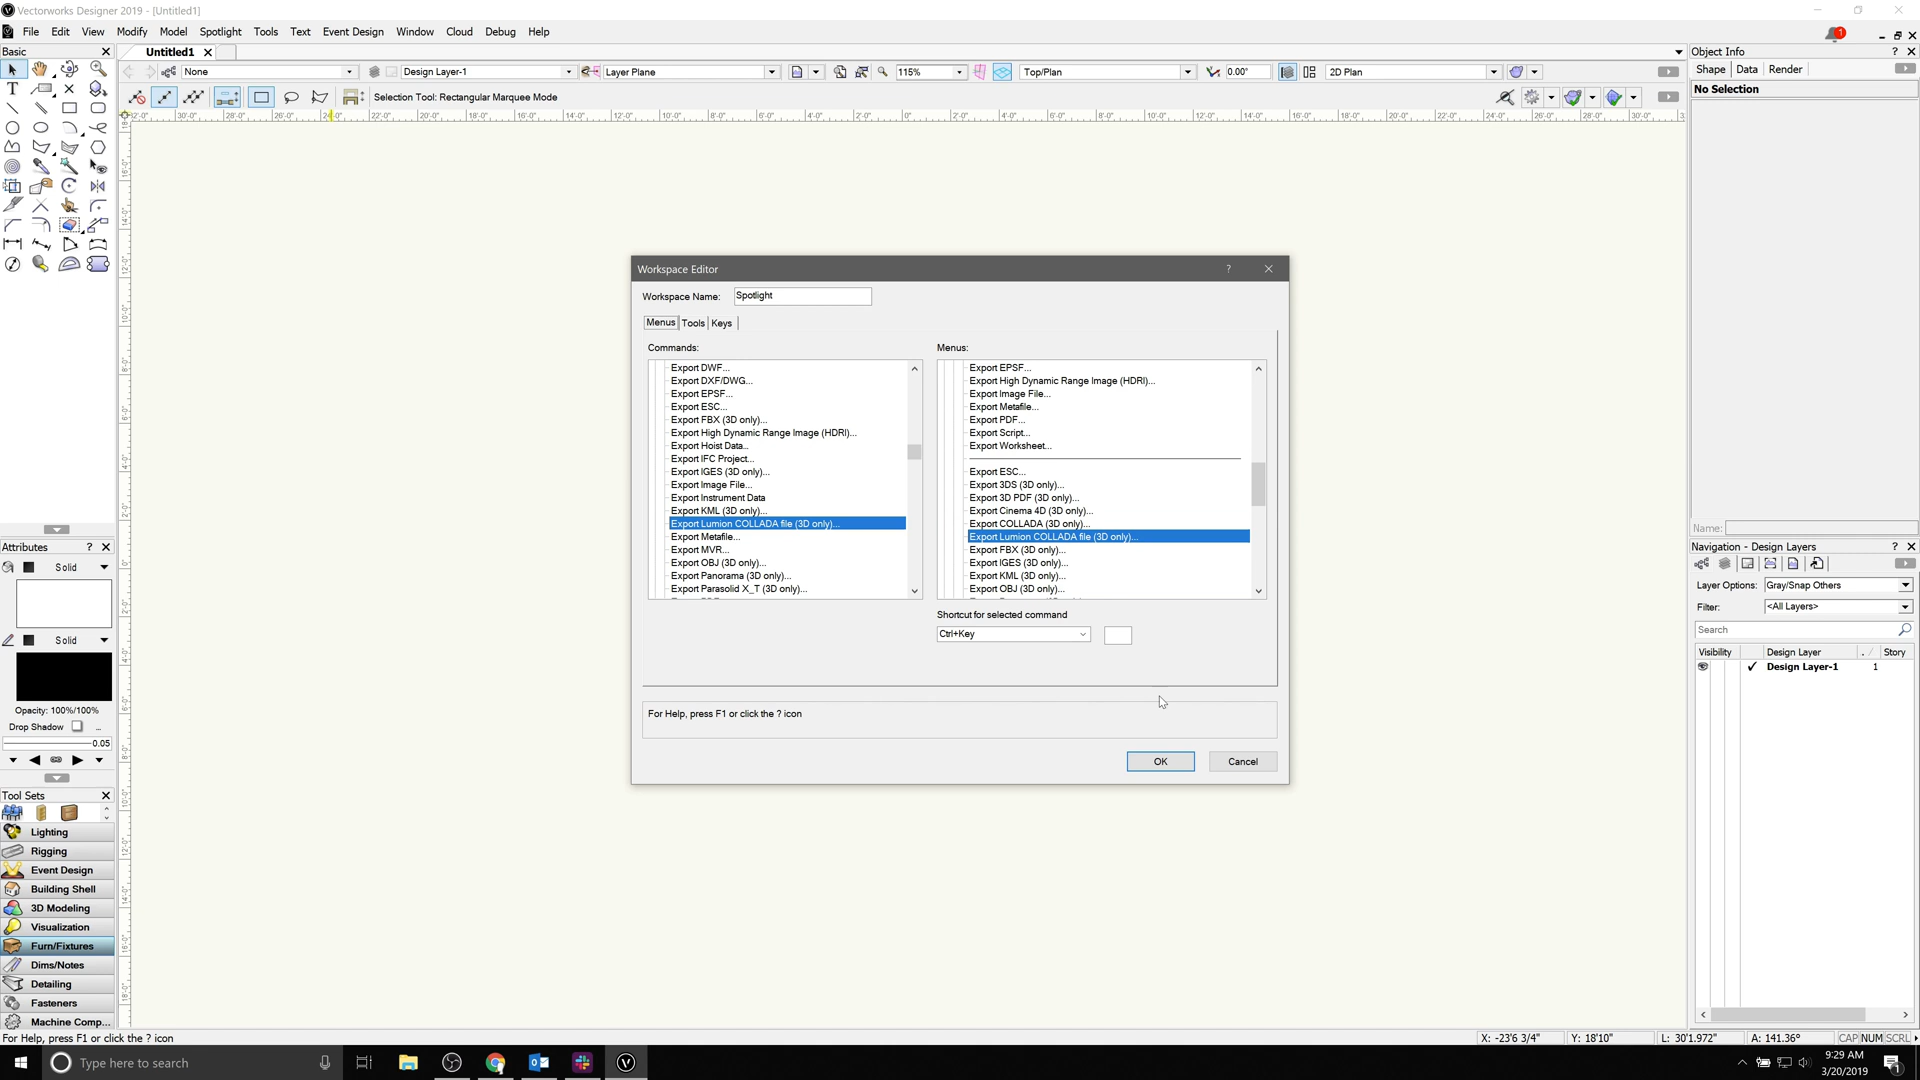 Vectorworks Designer 2019 - [Untitled1]
File Edit View Modify Model Spotlight Tools Text Event Design Window Cloud Debug Help
1
Basic
Untitled1
None
Design Layer-1
Layer Plane
115%
Top/Plan
0.00°
2D Plan
Selection Tool: Rectangular Marquee Mode
Object Info
Shape Data Render
No Selection
Name:
Workspace Editor
Workspace Name: Spotlight
Menus Tools Keys
Commands:
Export DWF...
Export DXF/DWG...
Export EPSF...
Export ESC...
Export FBX (3D only)...
Export High Dynamic Range Image (HDRI)...
Export Hoist Data...
Export IFC Project...
Export IGES (3D only)...
Export Image File...
Export Instrument Data
Export KML (3D only)...
Export Lumion COLLADA file (3D only)...
Export Metafile...
Export MVR...
Export OBJ (3D only)...
Export Panorama (3D only)...
Export Parasolid X_T (3D only)...
Menus:
Export EPSF...
Export High Dynamic Range Image (HDRI)...
Export Image File...
Export Metafile...
Export PDF...
Export Script...
Export Worksheet...
Export ESC...
Export 3DS (3D only)...
Export 3D PDF (3D only)...
Export Cinema 4D (3D only)...
Export COLLADA (3D only)...
Export Lumion COLLADA file (3D only)...
Export FBX (3D only)...
Export IGES (3D only)...
Export KML (3D only)...
Export OBJ (3D only)...
Shortcut for selected command
Ctrl+Key
For Help, press F1 or click the ? icon
OK
Cancel
Attributes
Solid
Solid
Opacity: 100%/100%
Drop Shadow
0.05
Tool Sets
Lighting
Rigging
Event Design
Building Shell
3D Modeling
Visualization
Furn/Fixtures
Dims/Notes
Detailing
Fasteners
Machine Comp...
Navigation - Design Layers
Layer Options: Gray/Snap Others
Filter: <All Layers>
Search
Visibility Design Layer Story
Design Layer-1 1
For Help, press F1 or click the ? icon
X: -23'6 3/4" Y: 18'10" L: 30'1.972" A: 141.36° CAP NUM SCRL
Type here to search
9:29 AM
3/20/2019